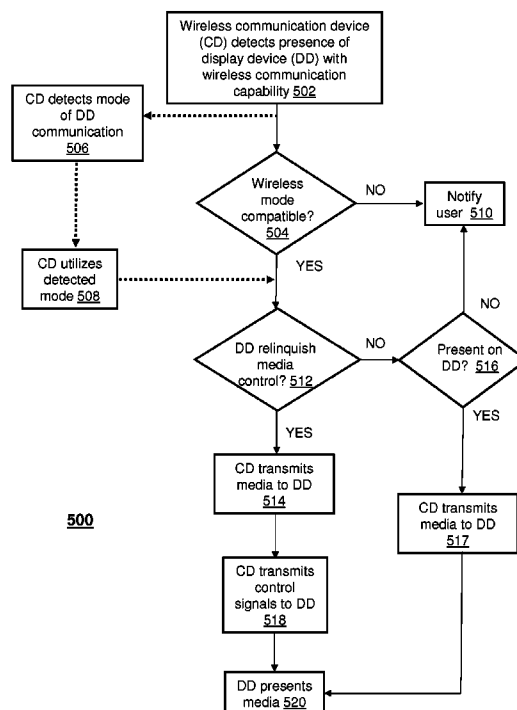 Wireless communication device
(CD) detects presence of
display device (DD) with
wireless communication
capability 502
CD detects mode
of DD
communication
506
Wireless
mode
compatible?
504
NO
Notify
user 510
CD utilizes
detected
mode 508
YES
NO
DD relinquish
media
control? 512
NO
Present on
DD? 516
YES
YES
CD transmits
media to DD
514
500
CD transmits
media to DD
517
CD transmits
control
signals to DD
518
DD presents
media 520